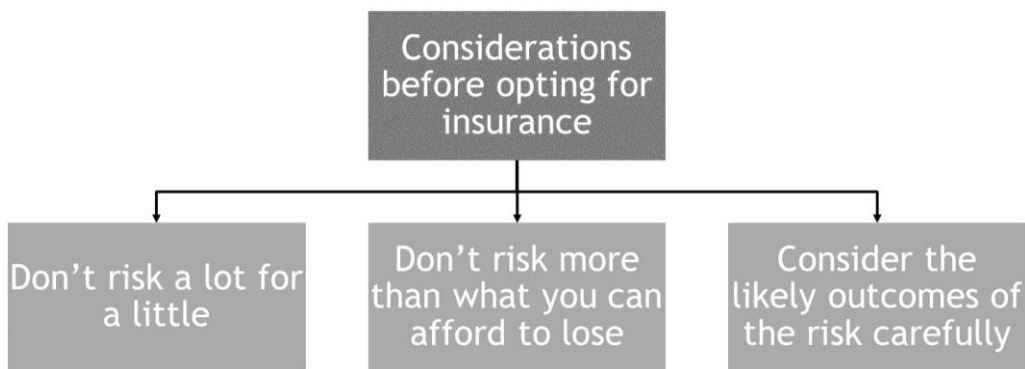 Considerations
before opting for
insurance
Don’t risk a lot for
a little
Don’t risk more
than what you can
afford to lose
Consider the
likely outcomes of
the risk carefully